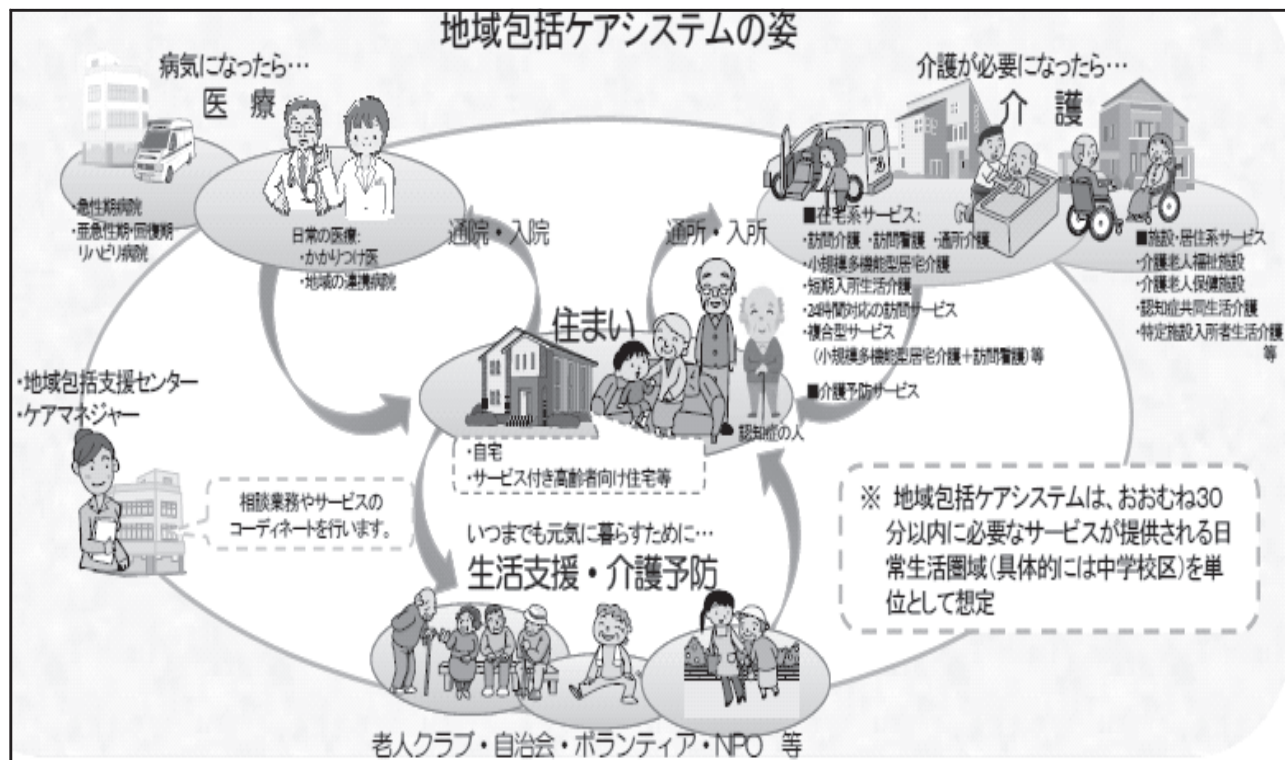 地域包括ケアシステムの姿
病気になったら…
医 療
・急性期病院
・亜急性期・回復期
リハビリ病院
日常の医療:
・かかりつけ医
・地域の連携病院
通院・入院
通所・入所
介護が必要になったら…
介 護
■在宅系サービス:
・訪問介護 ・訪問看護 ・通所介護
・小規模多機能型居宅介護
・短期入所生活介護
・24時間対応の訪問サービス
・複合型サービス
(小規模多機能型居宅介護+訪問看護)等
■介護予防サービス
■施設・居住系サービス
・介護老人福祉施設
・介護老人保健施設
・認知症共同生活介護
・特定施設入所者生活介護
等
住まい
認知症の人
・自宅
・サービス付き高齢者向け住宅等
・地域包括支援センター
・ケアマネジャー
相談業務やサービスの
コーディネートを行います。
いつまでも元気に暮らすために…
生活支援・介護予防
老人クラブ・自治会・ボランティア・NPO 等
※ 地域包括ケアシステムは、おおむね30
分以内に必要なサービスが提供される日
常生活圏域(具体的には中学校区)を単
位として想定